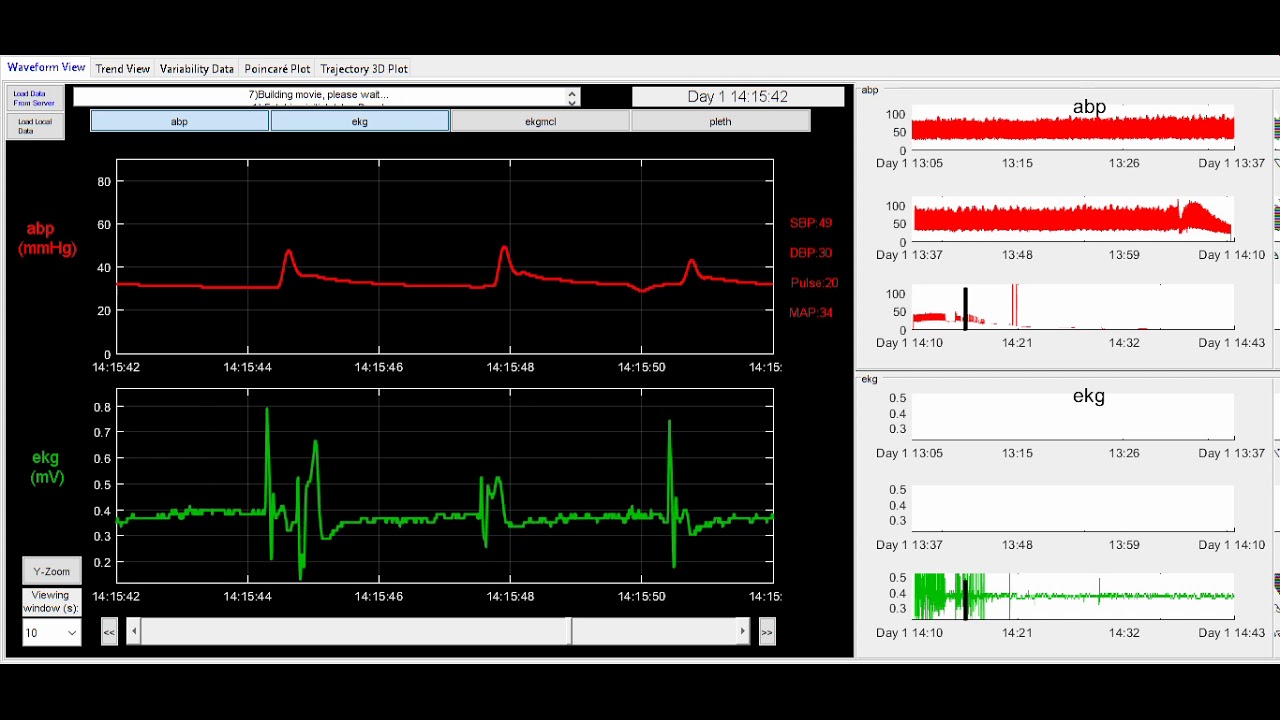 Waveform View Trend View Variability Data Poincaré Plot Trajectory 3D Plot
Load Data
From Server
Load Local
Data
7)Building movie, please wait...
Day 1 14:15:42
abp ekg ekgmcl pleth
abp
(mmHg)
80
60
40
20
0
14:15:42 14:15:44 14:15:46 14:15:48 14:15:50 14:15:
SBP:49
DBP:30
Pulse:20
MAP:34
ekg
(mV)
0.8
0.7
0.6
0.5
0.4
0.3
0.2
14:15:42 14:15:44 14:15:46 14:15:48 14:15:50 14:15:
Y-Zoom
Viewing
window (s):
10
<< >>
abp
abp
100
50
0
Day 1 13:05 13:15 13:26 Day 1 13:37
100
50
0
Day 1 13:37 13:48 13:59 Day 1 14:10
100
50
0
Day 1 14:10 14:21 14:32 Day 1 14:43
ekg
ekg
0.5
0.4
0.3
Day 1 13:05 13:15 13:26 Day 1 13:37
0.5
0.4
0.3
Day 1 13:37 13:48 13:59 Day 1 14:10
0.5
0.4
0.3
Day 1 14:10 14:21 14:32 Day 1 14:43